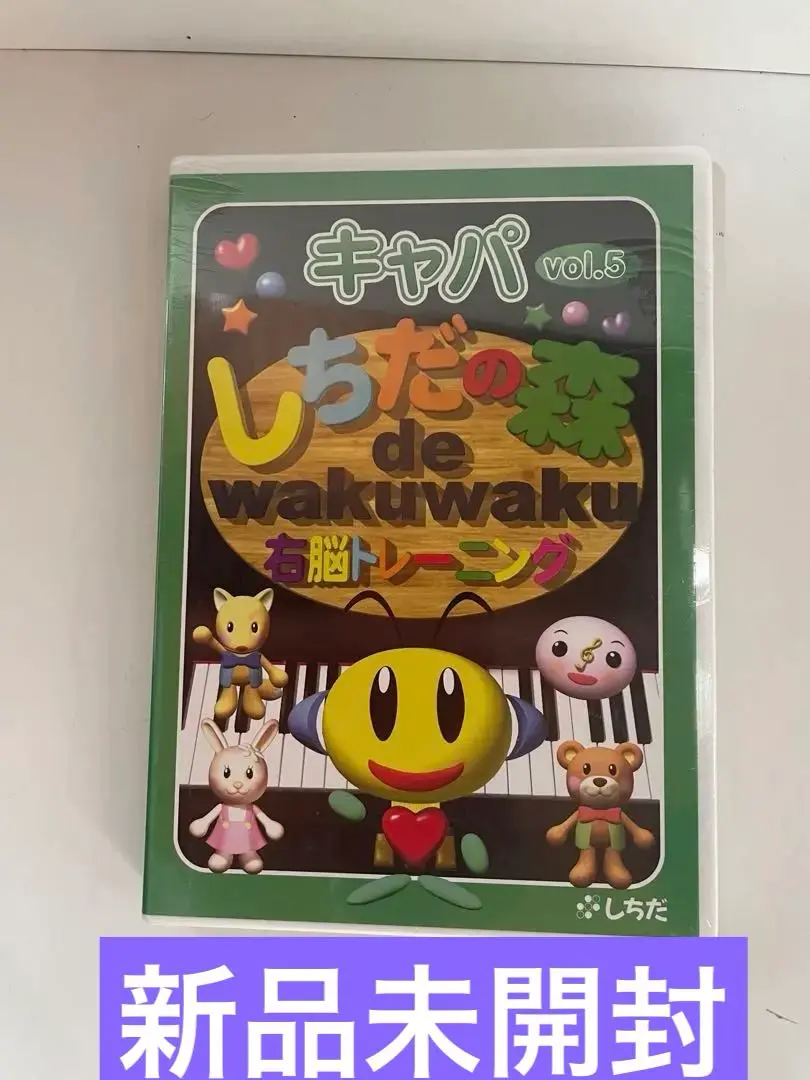 キャパ vol.5
しちだの森
de
wakuwaku
右脳トレーニング
しちだ
新品未開封